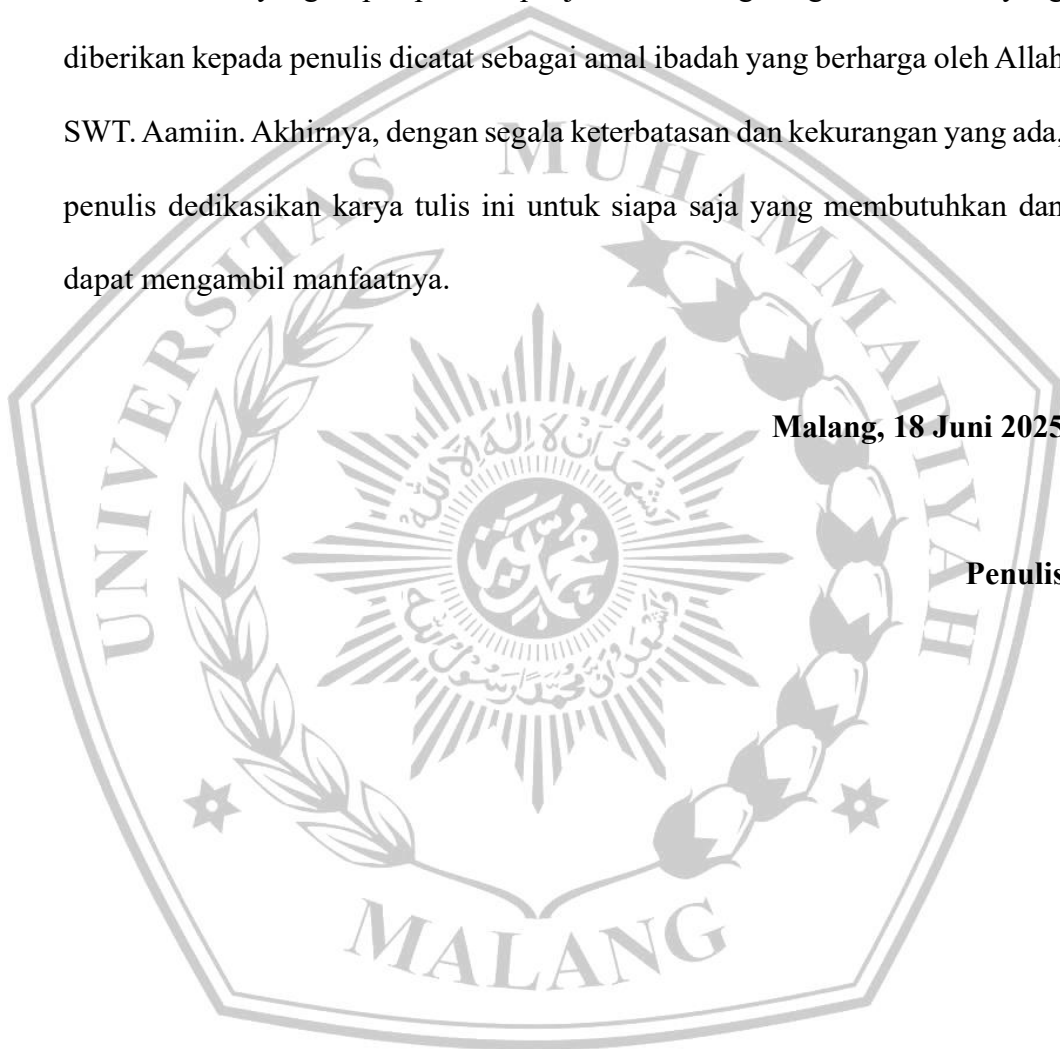 diberikan kepada penulis dicatat sebagai amal ibadah yang berharga oleh Allah
SWT. Aamiin. Akhirnya, dengan segala keterbatasan dan kekurangan yang ada,
penulis dedikasikan karya tulis ini untuk siapa saja yang membutuhkan dan
dapat mengambil manfaatnya.
Malang, 18 Juni 2025
Penulis
UNIVERSITAS MUHAMMADIYAH
MALANG